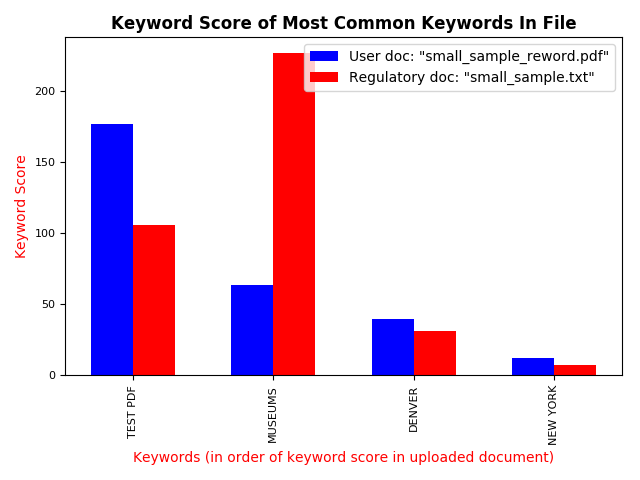 Keyword Score of Most Common Keywords In File
User doc: "small_sample_reword.pdf"
Regulatory doc: "small_sample.txt"
Keyword Score
200
150
100
50
0
TEST PDF
MUSEUMS
DENVER
NEW YORK
Keywords (in order of keyword score in uploaded document)